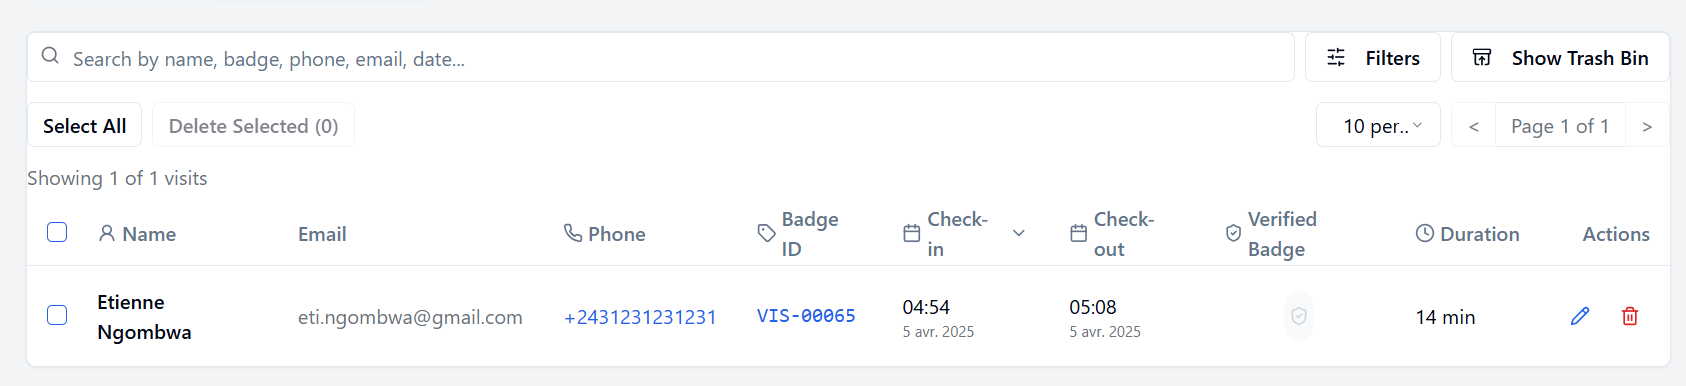 Search by name, badge, phone, email, date...
Filters
Show Trash Bin
Select All
Delete Selected (0)
10 per..
<
Page 1 of 1
>
Showing 1 of 1 visits
Name
Email
Phone
Badge
ID
Check-
in
Check-
out
Verified
Badge
Duration
Actions
Etienne
Ngombwa
eti.ngombwa@gmail.com
+2431231231231
VIS-00065
04:54
5 avr. 2025
05:08
5 avr. 2025
14 min